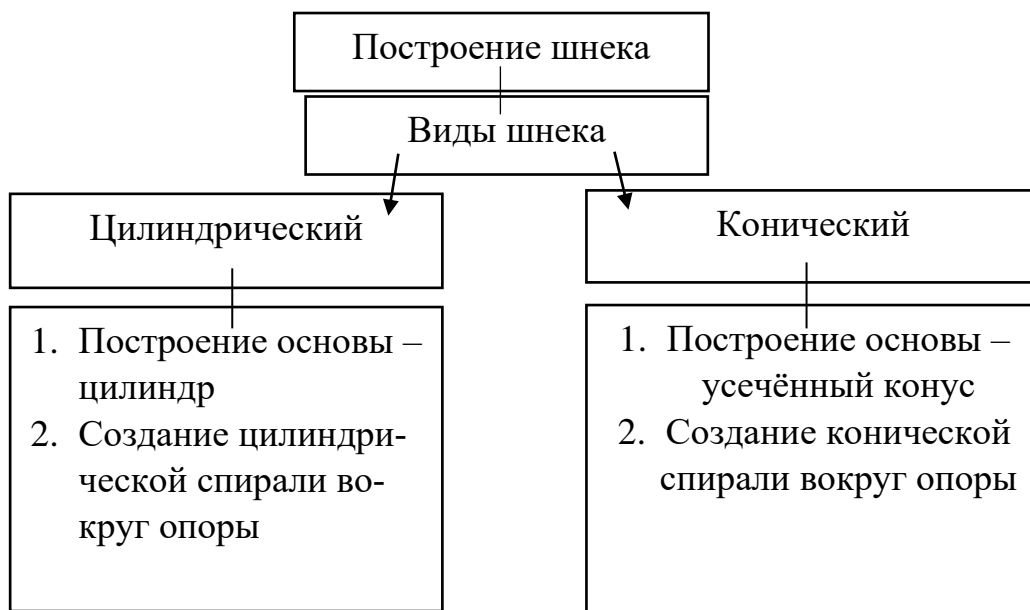 Построение шнека
Виды шнека
Цилиндрический
Конический
1. Построение основы –
цилиндр
2. Создание цилиндри-
ческой спирали во-
круг опоры
1. Построение основы –
усечённый конус
2. Создание конической
спирали вокруг опоры